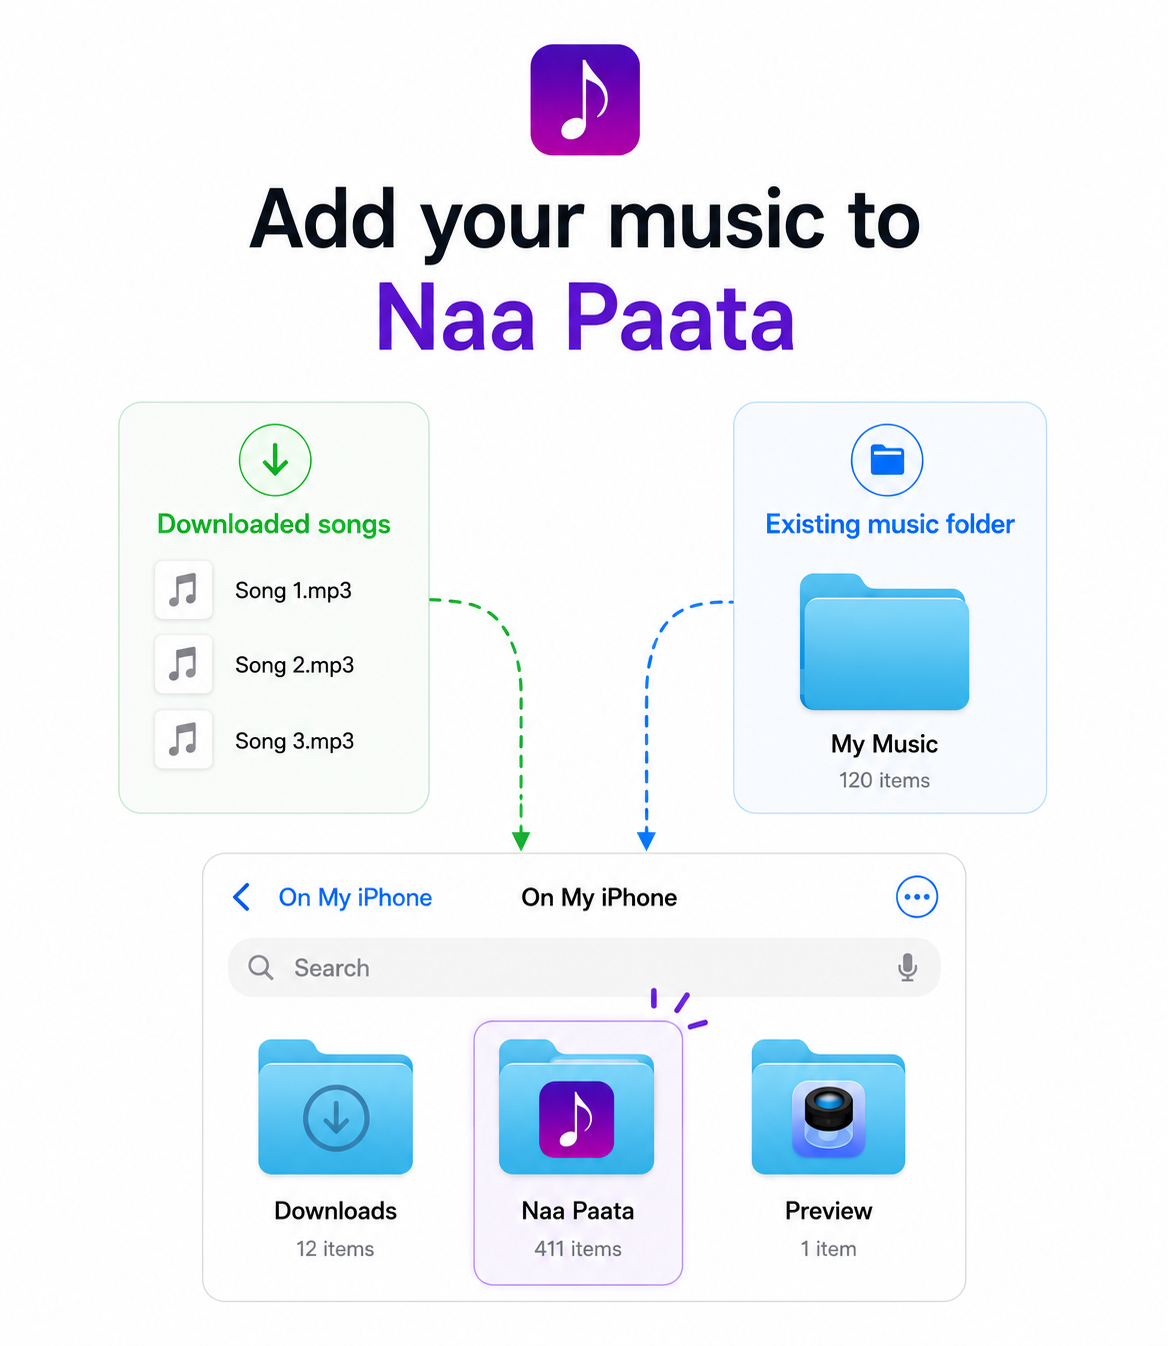 Add your music to
Naa Paata
Downloaded songs
Song 1.mp3
Song 2.mp3
Song 3.mp3
Existing music folder
My Music
120 items
On My iPhone
On My iPhone
Search
Downloads
12 items
Naa Paata
411 items
Preview
1 item